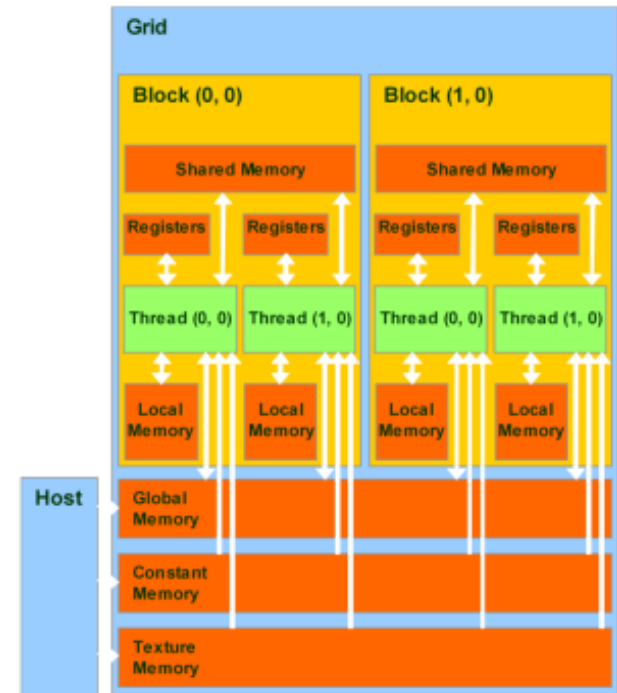 Grid
Block (0, 0)
Block (1, 0)
Shared Memory
Shared Memory
Registers
Registers
Registers
Registers
Thread (0, 0)
Thread (1, 0)
Thread (0, 0)
Thread (1, 0)
Local
Memory
Local
Memory
Local
Memory
Local
Memory
Host
Global
Memory
Constant
Memory
Texture
Memory